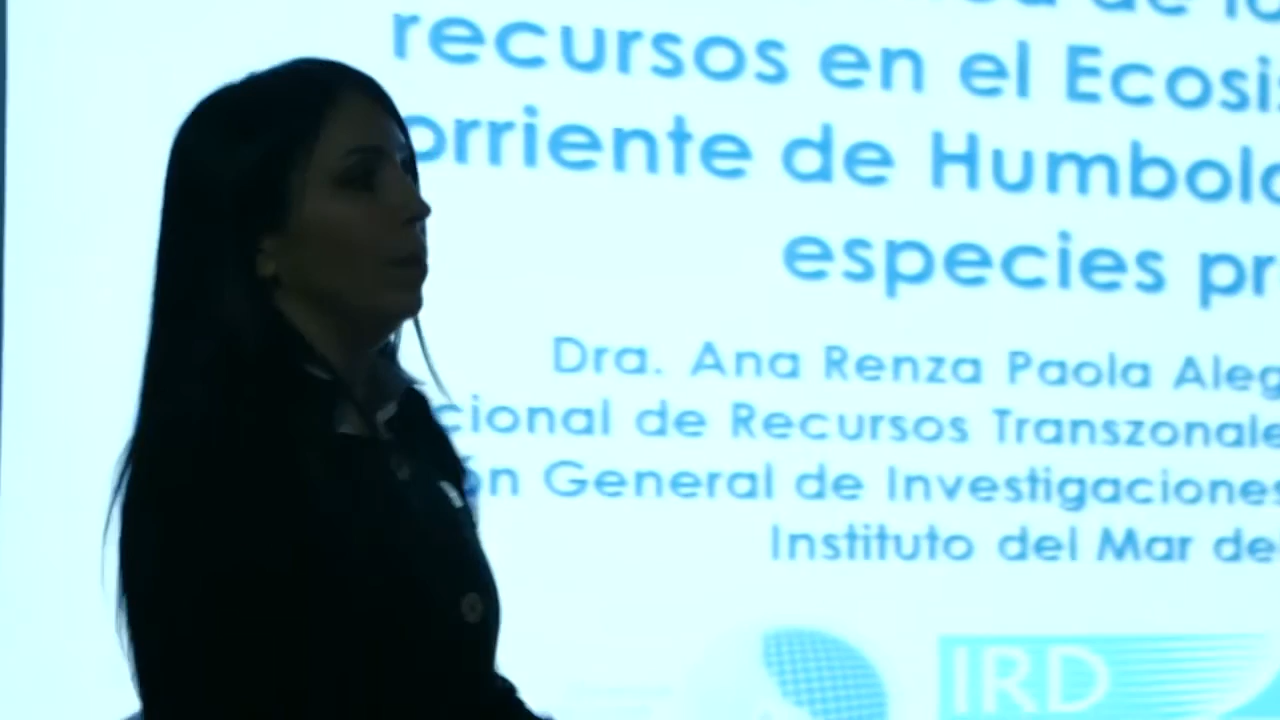 recursos en el Ecosis
orriente de Humbold
especies pr
Dra. Ana Renza Paola Aleg
cional de Recursos Transzonale
ón General de Investigaciones
Instituto del Mar de
IRD